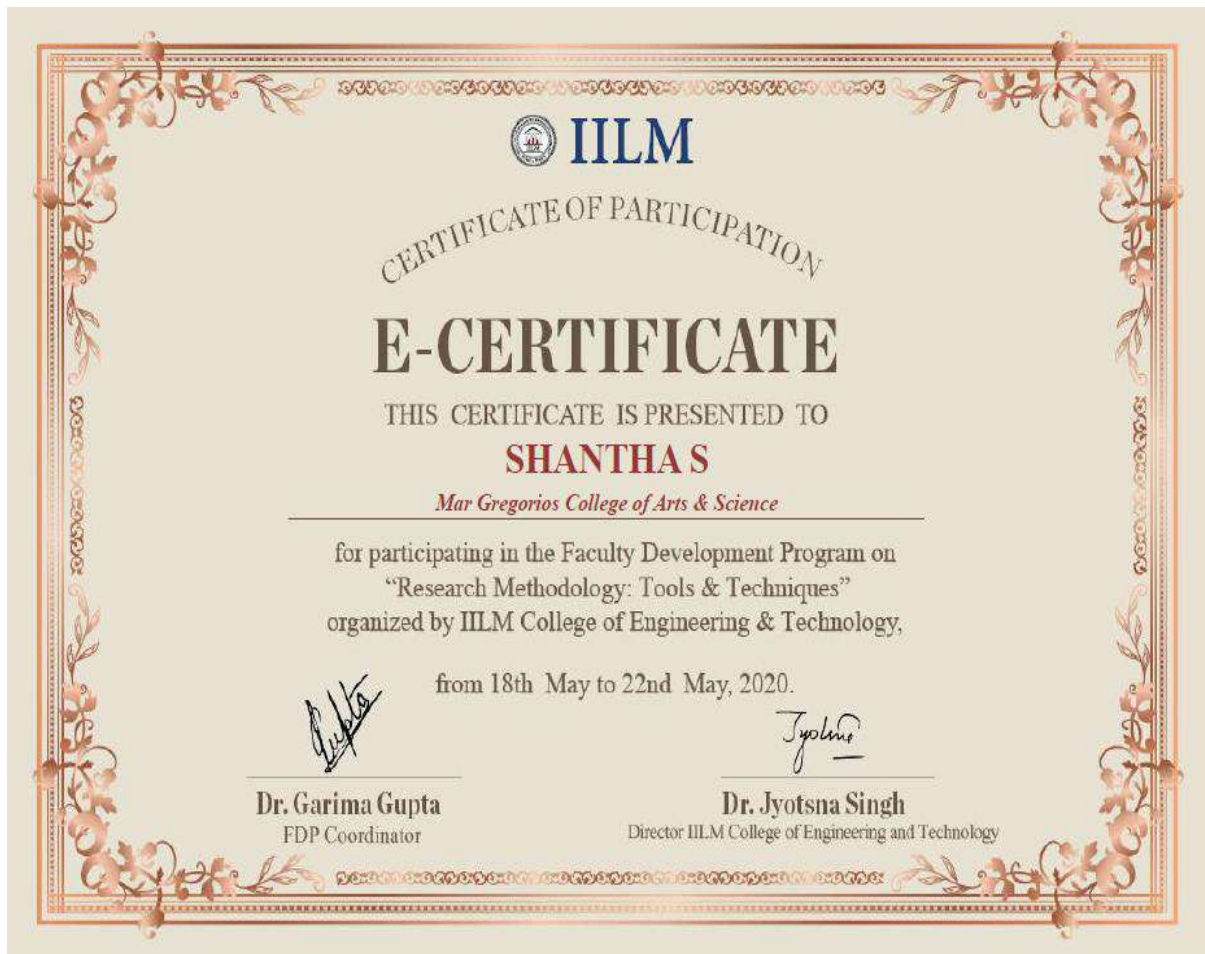 IILM
CERTIFICATE OF PARTICIPATION
E-CERTIFICATE
THIS CERTIFICATE IS PRESENTED TO
SHANTHA S
Mar Gregorios College of Arts & Science
for participating in the Faculty Development Program on
“Research Methodology: Tools & Techniques”
organized by IILM College of Engineering & Technology,
from 18th May to 22nd May, 2020.
Gupta
Jyotsna
Dr. Garima Gupta
FDP Coordinator
Dr. Jyotsna Singh
Director IILM College of Engineering and Technology